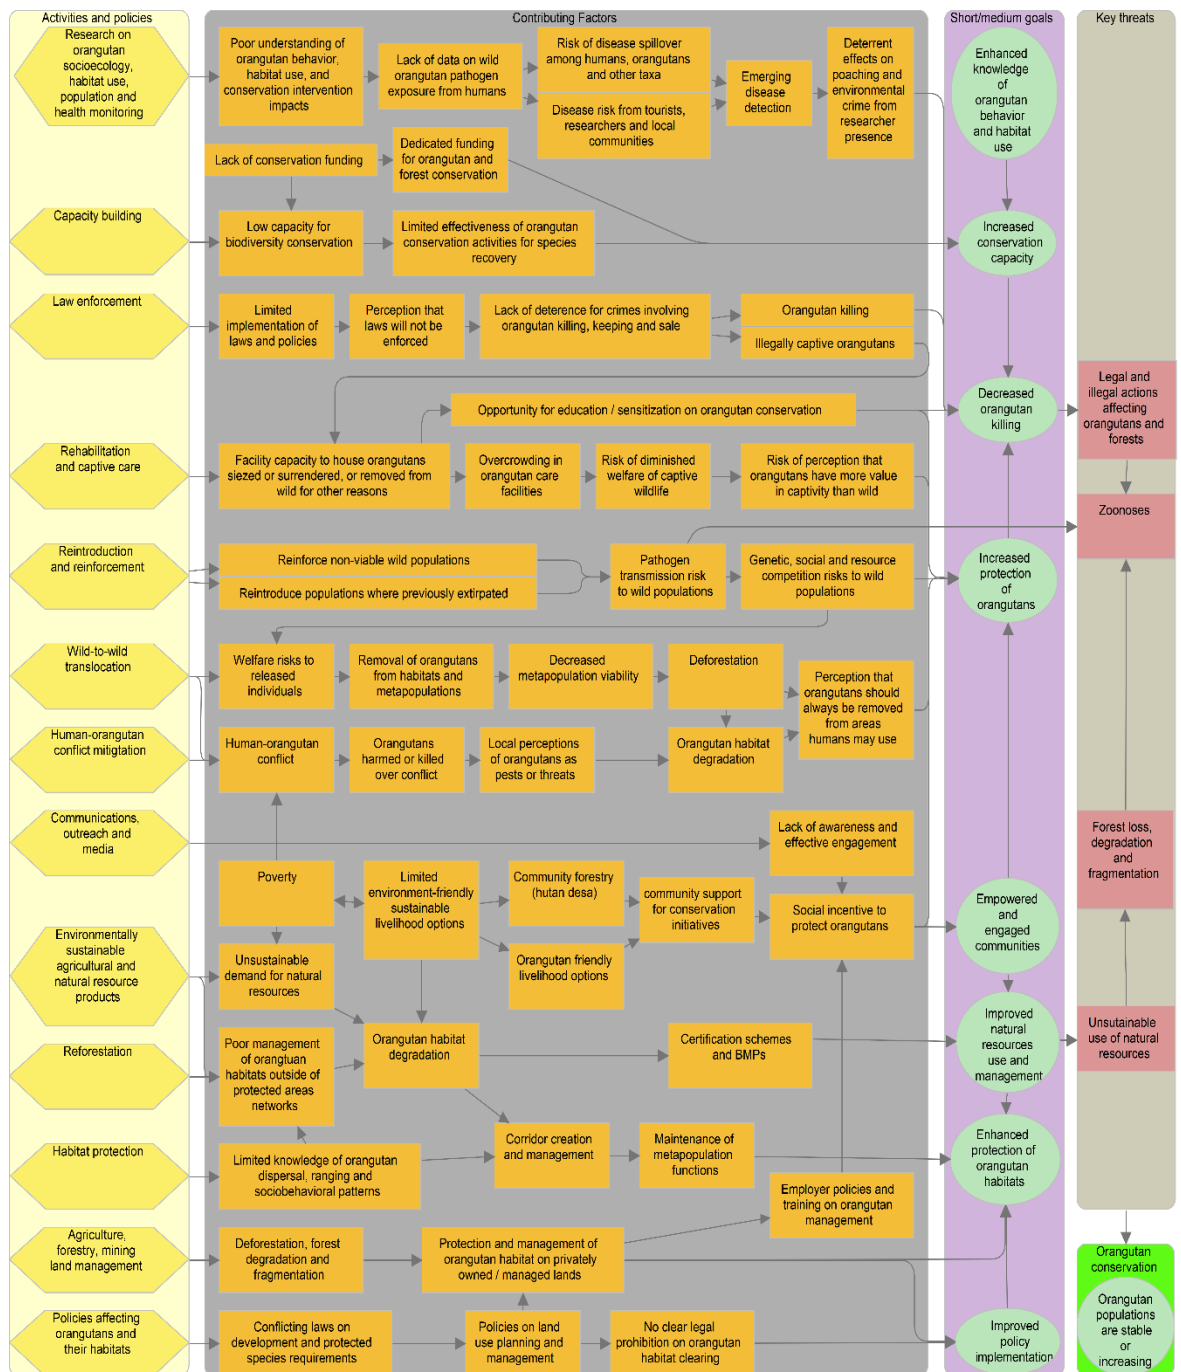 Activities and policies
Research on
orangutan
socioecology,
habitat use,
population and
health monitoring
Capacity building
Law enforcement
Rehabilitation
and captive care
Reintroduction
and reinforcement
Wild-to-wild
translocation
Human-orangutan
conflict mitigtation
Communications,
outreach and
media
Environmentally
sustainable
agricultural and
natural resource
products
Reforestation
Habitat protection
Agriculture,
forestry, mining
land management
Policies affecting
orangutans and
their habitats
Contributing Factors
Poor understanding of
orangutan behavior,
habitat use, and
conservation intervention
impacts
Lack of data on wild
orangutan pathogen
exposure from humans
Risk of disease spillover
among humans, orangutans
and other taxa
Disease risk from tourists,
researchers and local
communities
Emerging
disease
detection
Deterrent
effects on
poaching and
environmental
crime from
researcher
presence
Lack of conservation funding
Dedicated funding
for orangutan and
forest conservation
Low capacity for
biodiversity conservation
Limited effectiveness of orangutan
conservation activities for species
recovery
Limited
implementation of
laws and policies
Perception that
laws will not be
enforced
Lack of deterence for crimes involving
orangutan killing, keeping and sale
Orangutan killing
Illegally captive orangutans
Opportunity for education / sensitization on orangutan conservation
Facility capacity to house orangutans
siezed or surrendered, or removed from
wild for other reasons
Overcrowding in
orangutan care
facilities
Risk of diminished
welfare of captive
wildlife
Risk of perception that
orangutans have more value
in captivity than wild
Reinforce non-viable wild populations
Reintroduce populations where previously extirpated
Pathogen
transmission risk
to wild populations
Genetic, social and resource
competition risks to wild
populations
Welfare risks to
released
individuals
Removal of orangutans
from habitats and
metapopulations
Decreased
metapopulation viability
Deforestation
Perception that
orangutans should
always be removed
from areas
humans may use
Human-orangutan
conflict
Orangutans
harmed or killed
over conflict
Local perceptions
of orangutans as
pests or threats
Orangutan habitat
degradation
Lack of awareness and
effective engagement
Poverty
Limited
environment-friendly
sustainable
livelihood options
Community forestry
(hutan desa)
community support
for conservation
initiatives
Social incentive to
protect orangutans
Unsustainable
demand for natural
resources
Orangutan friendly
livelihood options
Poor management
of orangtuan
habitats outside of
protected areas
networks
Orangutan habitat
degradation
Certification schemes
and BMPs
Corridor creation
and management
Maintenance of
metapopulation
functions
Limited knowledge of orangutan
dispersal, ranging and
sociobehavioral patterns
Employer policies and
training on orangutan
management
Deforestation, forest
degradation and
fragmentation
Protection and management of
orangutan habitat on privately
owned / managed lands
Conflicting laws on
development and protected
species requirements
Policies on land
use planning and
management
No clear legal
prohibition on orangutan
habitat clearing
Short/medium goals
Enhanced
knowledge
of
orangutan
behavior
and habitat
use
Increased
conservation
capacity
Decreased
orangutan
killing
Increased
protection
of
orangutans
Empowered
and
engaged
communities
Improved
natural
resources
use and
management
Enhanced
protection of
orangutan
habitats
Improved
policy
implementation
Key threats
Legal and
illegal actions
affecting
orangutans and
forests
Zoonoses
Forest loss,
degradation
and
fragmentation
Unsutainable
use of natural
resources
Orangutan
conservation
Orangutan
populations
are stable
or
increasing